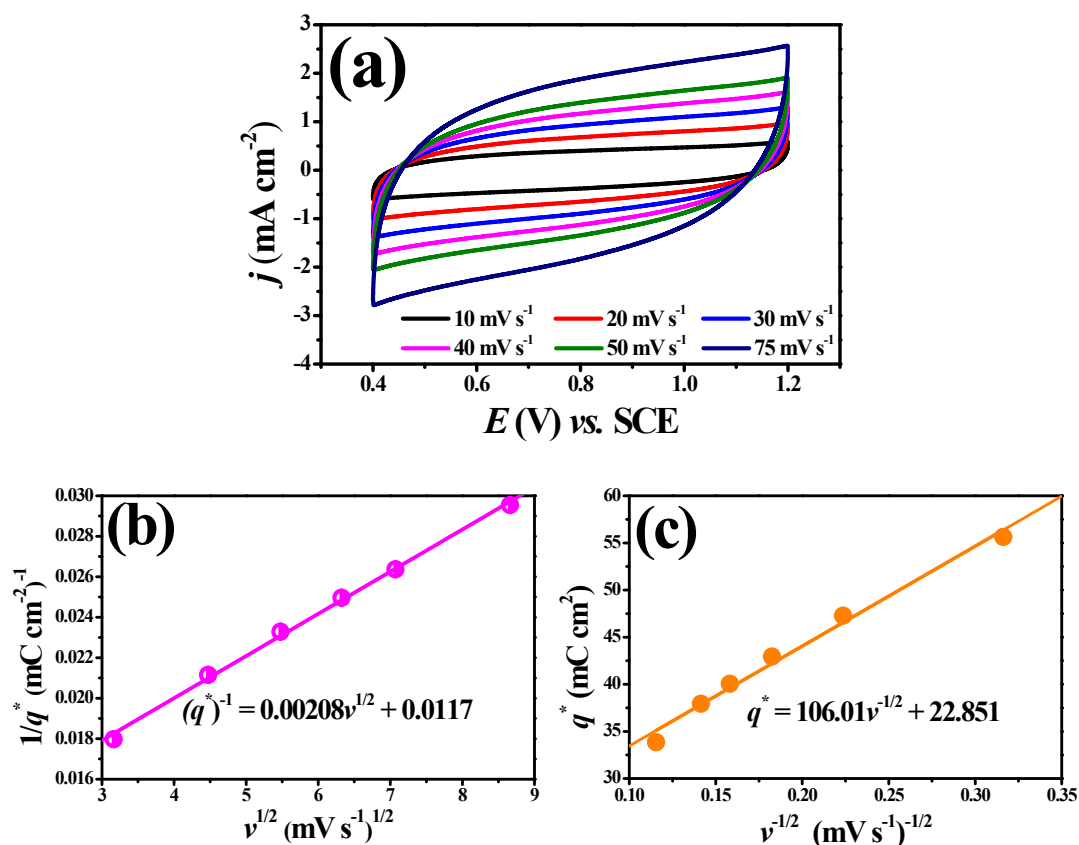 (a)
3
2
1
0
-1
-2
-3
-4
j (mA cm⁻²)
10 mV s⁻¹ 20 mV s⁻¹ 30 mV s⁻¹
40 mV s⁻¹ 50 mV s⁻¹ 75 mV s⁻¹
0.4 0.6 0.8 1.0 1.2
E (V) vs. SCE
(b)
0.030
0.028
0.026
0.024
0.022
0.020
0.018
0.016
1/q* (mC cm⁻²)⁻¹
(q*)⁻¹ = 0.00208v¹/² + 0.0117
3 4 5 6 7 8 9
v¹/² (mV s⁻¹)¹/²
(c)
60
55
50
45
40
35
30
q* (mC cm²)
q* = 106.01v⁻¹/² + 22.851
0.10 0.15 0.20 0.25 0.30 0.35
v⁻¹/² (mV s⁻¹)⁻¹/²